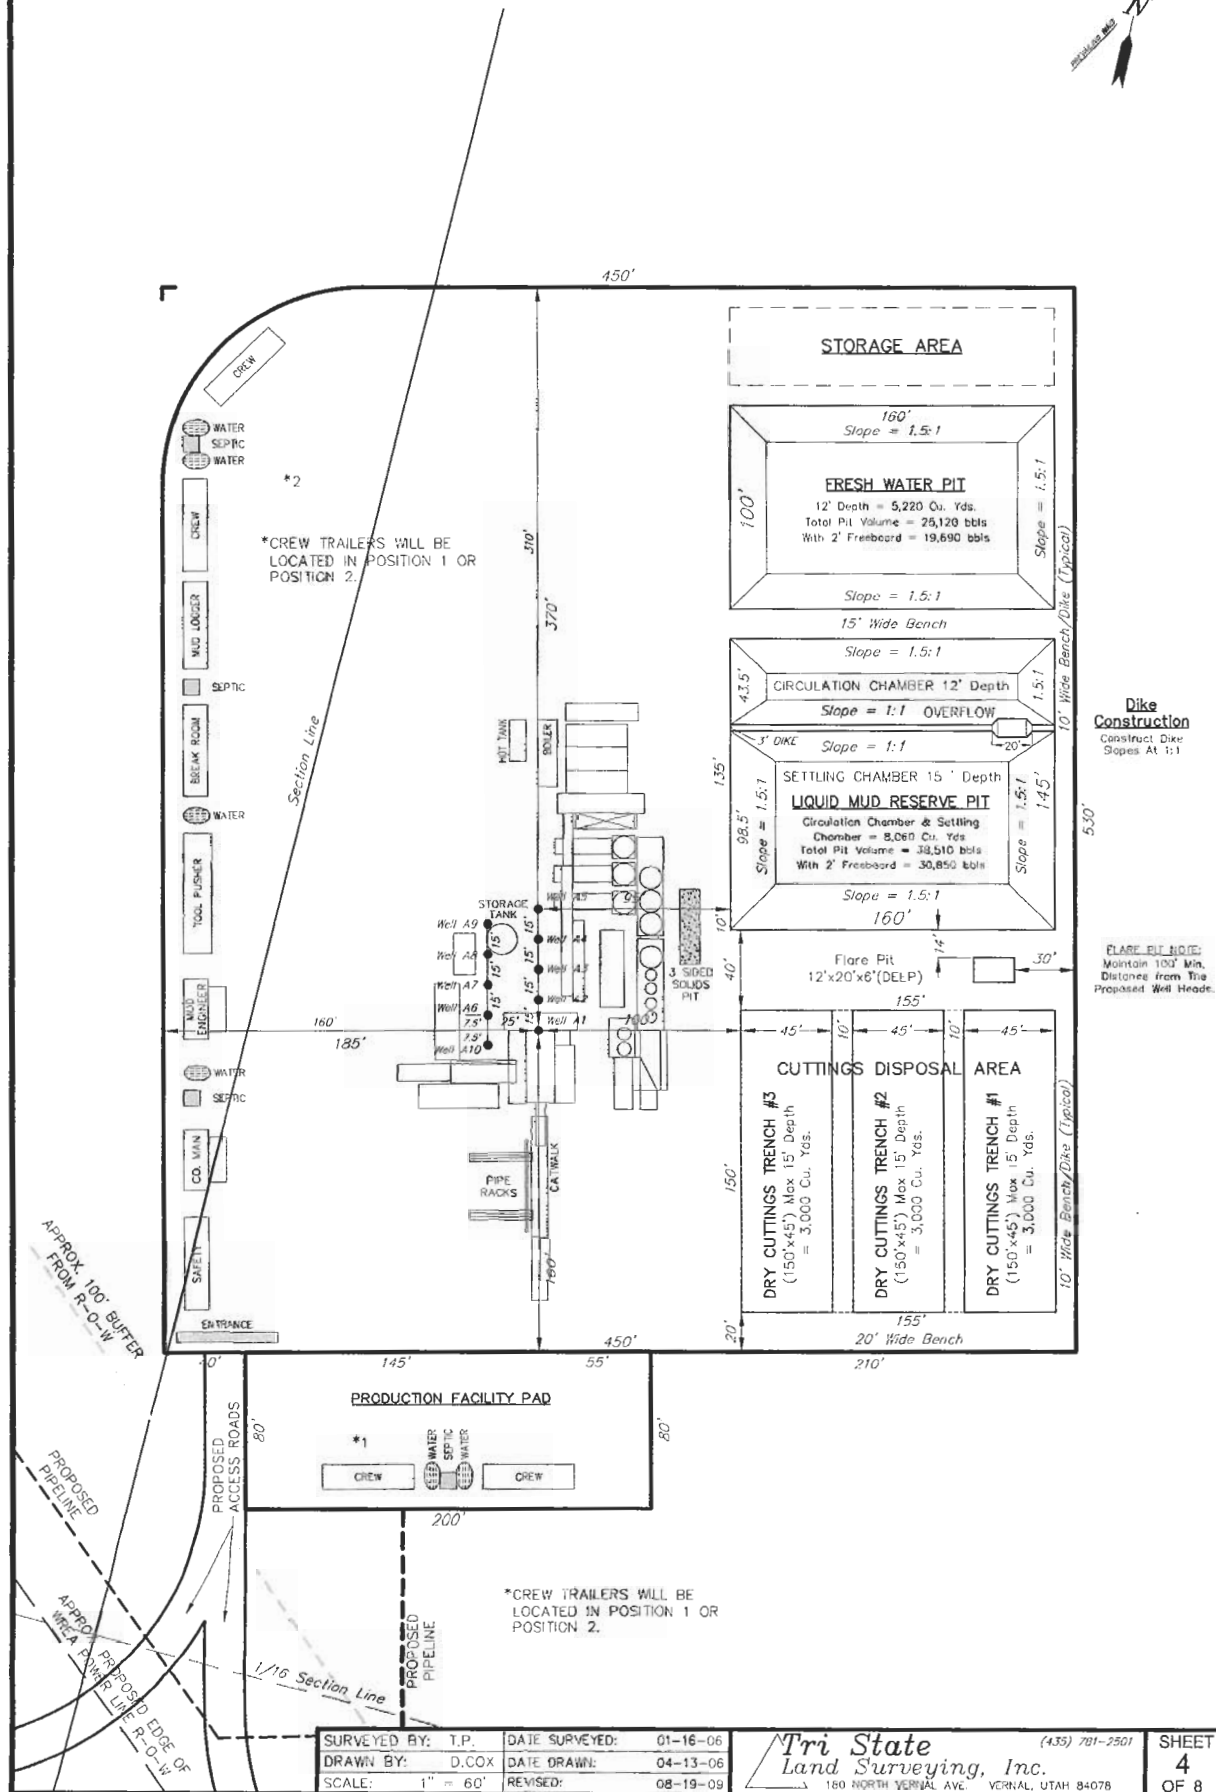 PREVAILING WIND
N
450'
STORAGE AREA
CREW
WATER
SEPTIC
WATER
*2
CREW
*CREW TRAILERS WILL BE
LOCATED IN POSITION 1 OR
POSITION 2.
310'
370'
160'
Slope = 1.5:1
100'
FRESH WATER PIT
12' Depth = 5,220 Cu. Yds.
Total Pit Volume = 25,120 bbls
With 2' Freeboard = 19,690 bbls
Slope = 1.5:1
Slope = 1.5:1
15' Wide Bench
10' Wide Bench/Dike (Typical)
Slope = 1.5:1
43.5'
CIRCULATION CHAMBER 12' Depth
1.5:1
Slope = 1:1 OVERFLOW
3' DIKE
Slope = 1:1
20'
135'
SETTLING CHAMBER 15' Depth
LIQUID MUD RESERVE PIT
Circulation Chamber & Settling
Chamber = 8,060 Cu. Yds
Total Pit Volume = 38,510 bbls
With 2' Freeboard = 30,850 bbls
98.5'
Slope = 1.5:1
Slope = 1.5:1
145'
Slope = 1.5:1
160'
Dike
Construction
Construct Dike
Slopes At 1:1
530'
MUD LOGGER
SEPTIC
BREAK ROOM
WATER
TOOL PUSHER
Section Line
HOT TANK
BOILER
STORAGE
TANK
Well A9
Well A8
Well A7
Well A6
Well A10
15'
15'
15'
7.5'
7.5'
25'
Well A5
Well A4
Well A3
Well A2
Well A1
15'
15'
15'
15'
95'
100'
3 SIDED
SOLIDS
PIT
10'
40'
14'
Flare Pit
12'x20'x6'(DEEP)
30'
FLARE PIT NOTE:
Maintain 100' Min.
Distance from The
Proposed Well Heads.
MUD
ENGINEER
160'
185'
WATER
SEPTIC
CO. MAN
SAFETY
ENTRANCE
PIPE
RACKS
CATWALK
160'
155'
45'
10'
45'
10'
45'
CUTTINGS DISPOSAL AREA
DRY CUTTINGS TRENCH #3
(150'x45') Max 15' Depth
= 3,000 Cu. Yds.
DRY CUTTINGS TRENCH #2
(150'x45') Max 15' Depth
= 3,000 Cu. Yds.
DRY CUTTINGS TRENCH #1
(150'x45') Max 15' Depth
= 3,000 Cu. Yds.
150'
10' Wide Bench/Dike (Typical)
155'
20'
20' Wide Bench
450'
40'
145'
55'
210'
APPROX. 100' BUFFER
FROM R-O-W
PRODUCTION FACILITY PAD
80'
80'
*1
WATER
SEPTIC
WATER
CREW
CREW
200'
PROPOSED
ACCESS ROADS
PROPOSED
PIPELINE
*CREW TRAILERS WILL BE
LOCATED IN POSITION 1 OR
POSITION 2.
PROPOSED
PIPELINE
APPROX. PROPOSED EDGE OF
WREA POWER LINE R-O-W
1/16 Section Line
SURVEYED BY: T.P. DATE SURVEYED: 01-16-06
DRAWN BY: D.COX DATE DRAWN: 04-13-06
SCALE: 1" = 60' REVISED: 08-19-09
Tri State (435) 781-2501
Land Surveying, Inc.
180 NORTH VERNAL AVE. VERNAL, UTAH 84078
SHEET
4
OF 8